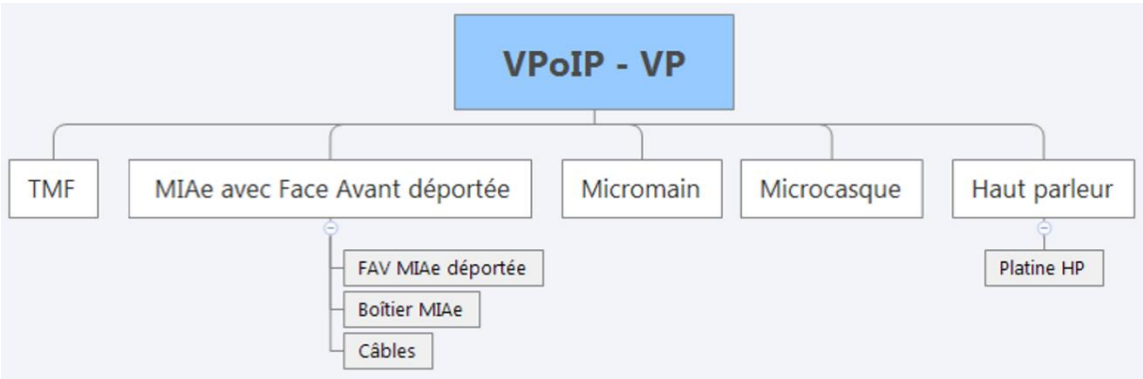 VPoIP - VP
TMF
MIAe avec Face Avant déportée
Micromain
Microcasque
Haut parleur
FAV MIAe déportée
Boîtier MIAe
Câbles
Platine HP